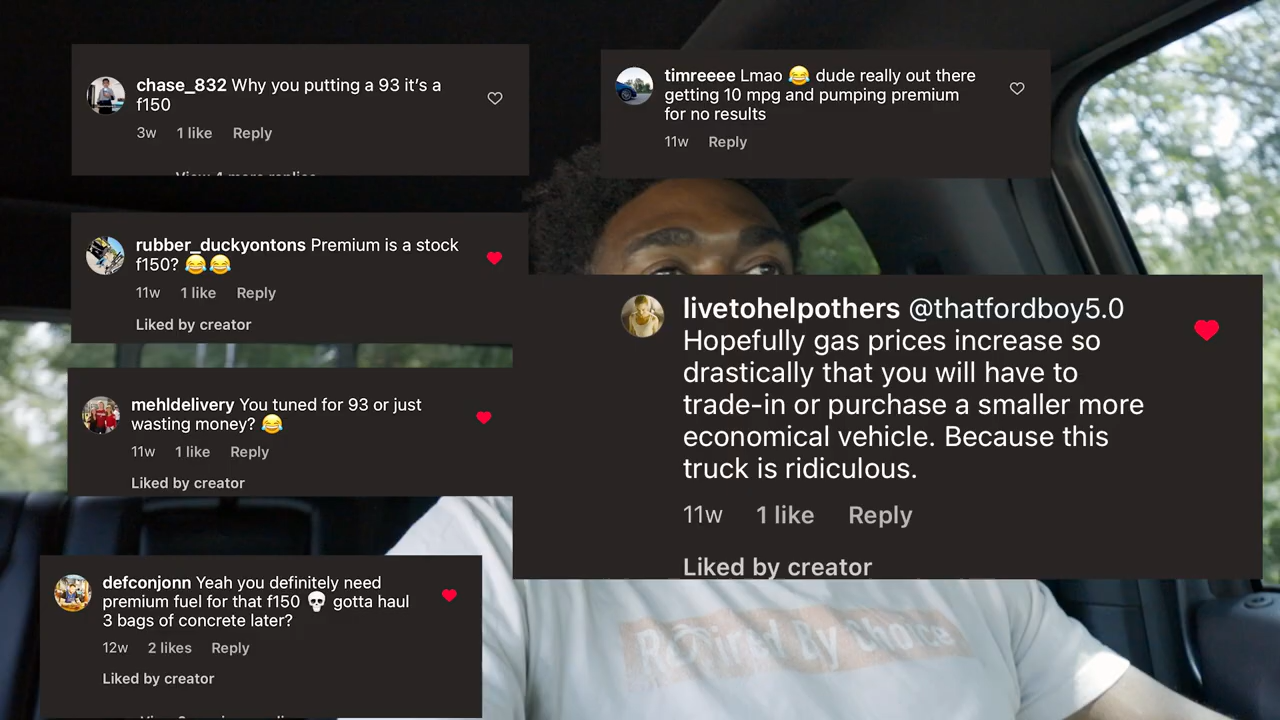 chase_832 Why you putting a 93 it's a
f150
3w 1 like Reply
timreeee Lmao 😂 dude really out there
getting 10 mpg and pumping premium
for no results
11w Reply
rubber_duckyontons Premium is a stock
f150? 😂😂
11w 1 like Reply
Liked by creator
mehldelivery You tuned for 93 or just
wasting money? 😂
11w 1 like Reply
Liked by creator
defconjonn Yeah you definitely need
premium fuel for that f150 💀 gotta haul
3 bags of concrete later?
12w 2 likes Reply
Liked by creator
livetohelpothers @thatfordboy5.0
Hopefully gas prices increase so
drastically that you will have to
trade-in or purchase a smaller more
economical vehicle. Because this
truck is ridiculous.
11w 1 like Reply
Liked by creator
Retired By Choice